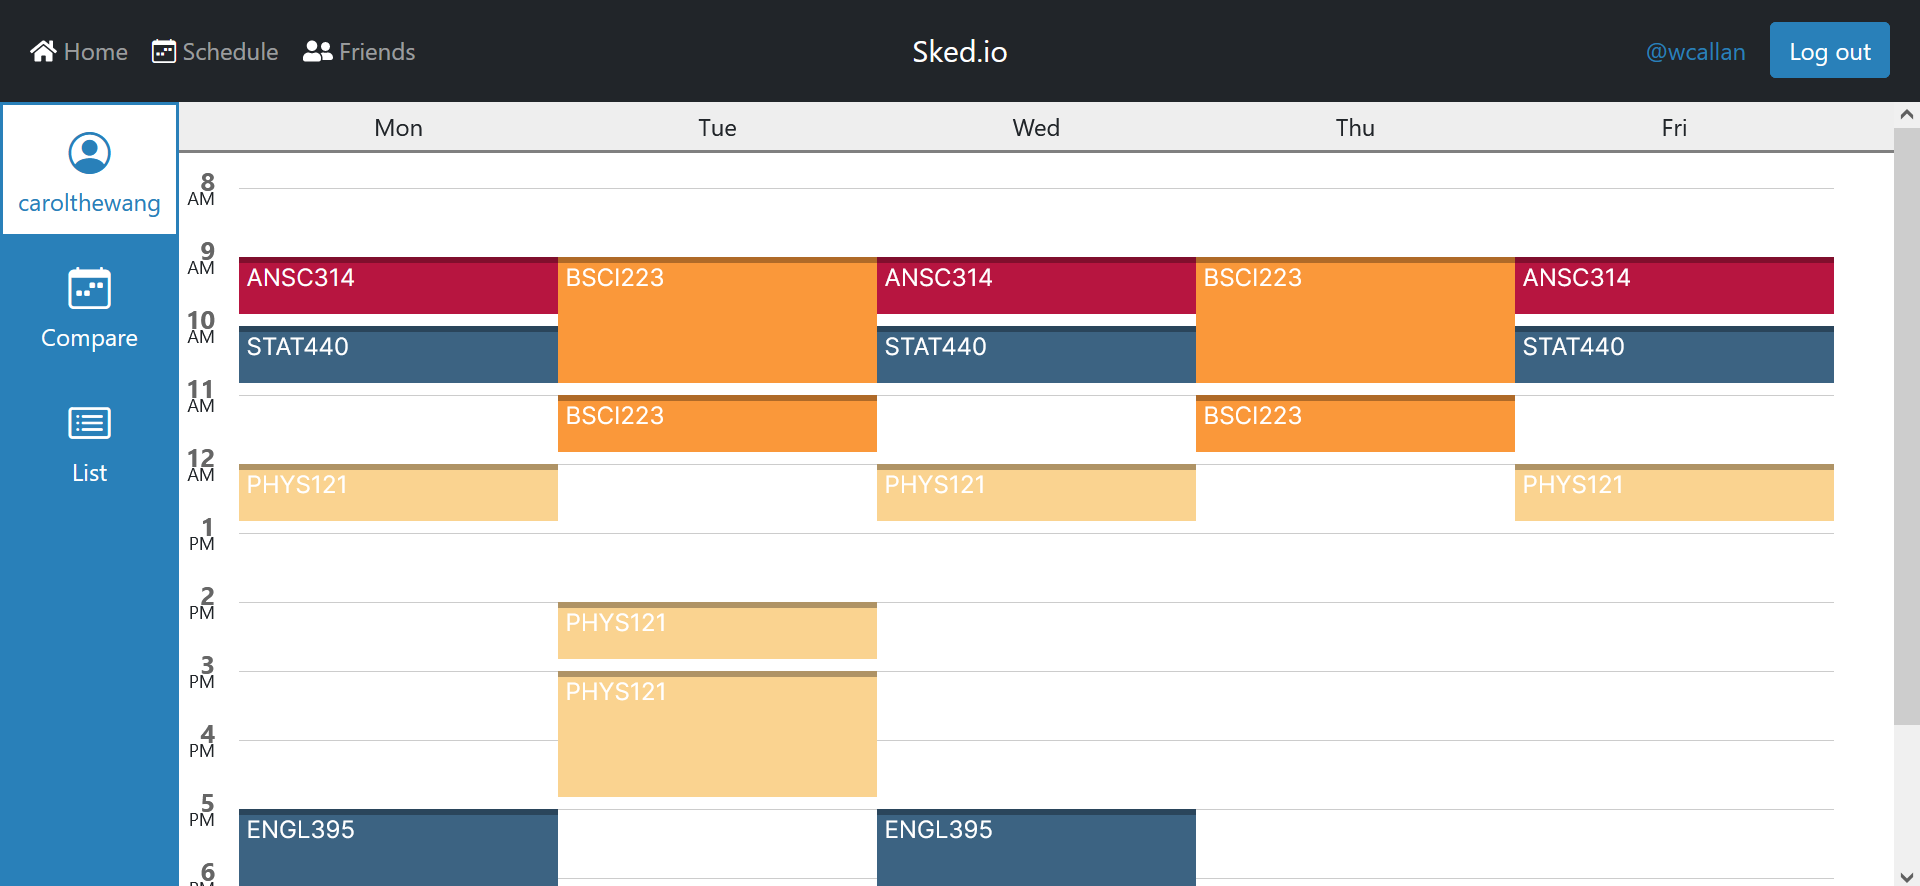 Home Schedule Friends Sked.io @wcallan Log out
carolthewang
Compare
List
Mon Tue Wed Thu Fri
8
AM
9
AM
ANSC314 BSCI223 ANSC314 BSCI223 ANSC314
10
AM
STAT440 STAT440 STAT440
11
AM
BSCI223 BSCI223
12
AM
PHYS121 PHYS121 PHYS121
1
PM
2
PM
PHYS121
3
PM
PHYS121
4
PM
5
PM
ENGL395 ENGL395
6
PM